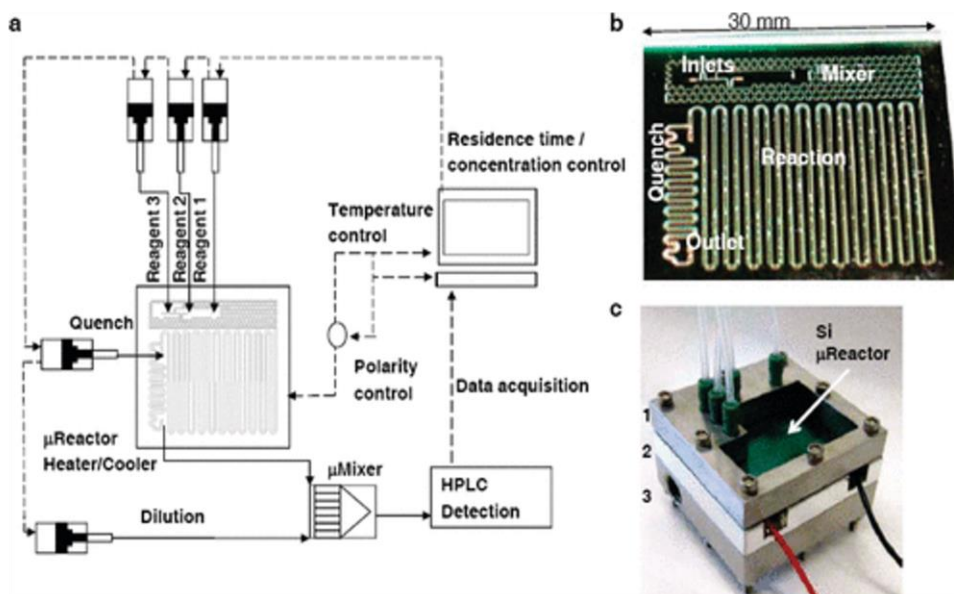 a
Residence time /
concentration control
Temperature
control
Reagent 3
Reagent 2
Reagent 1
Quench
Polarity
control
Data acquisition
µReactor
Heater/Cooler
µMixer
HPLC
Detection
Dilution
b
30 mm
Inlets
Mixer
Quench
Reaction
Outlet
c
Si
µReactor
1
2
3